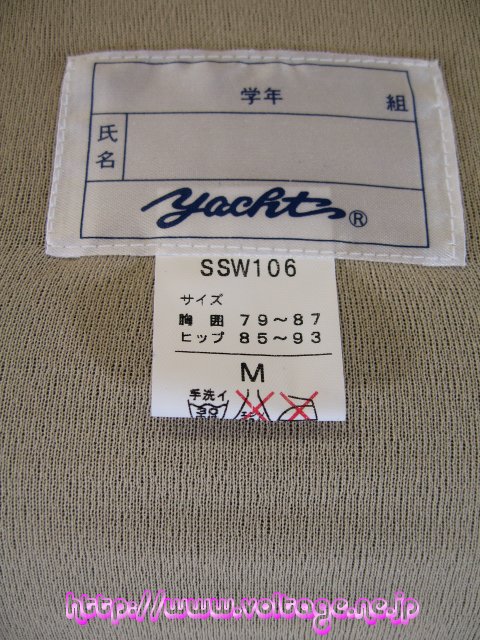 学年 組
氏名
yacht®
SSW106
サイズ
胸 囲 79～87
ヒップ 85～93
M
手洗イ
30
http://www.voltage.ne.jp